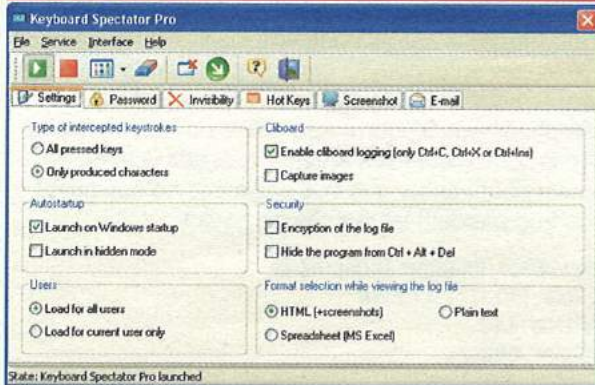 Keyboard Spectator Pro
File Service Interface Help
Settings Password Invisibility Hot Keys Screenshot E-mail
Type of intercepted keystrokes
All pressed keys
Only produced characters
Cliboard
Enable cliboard logging (only Ctrl+C, Ctrl+X or Ctrl+Ins)
Capture images
Autostartup
Launch on Windows startup
Launch in hidden mode
Security
Encryption of the log file
Hide the program from Ctrl + Alt + Del
Users
Load for all users
Load for current user only
Format selection while viewing the log file
HTML (+screenshots) Plain text
Spreadsheet (MS Excel)
State: Keyboard Spectator Pro launched